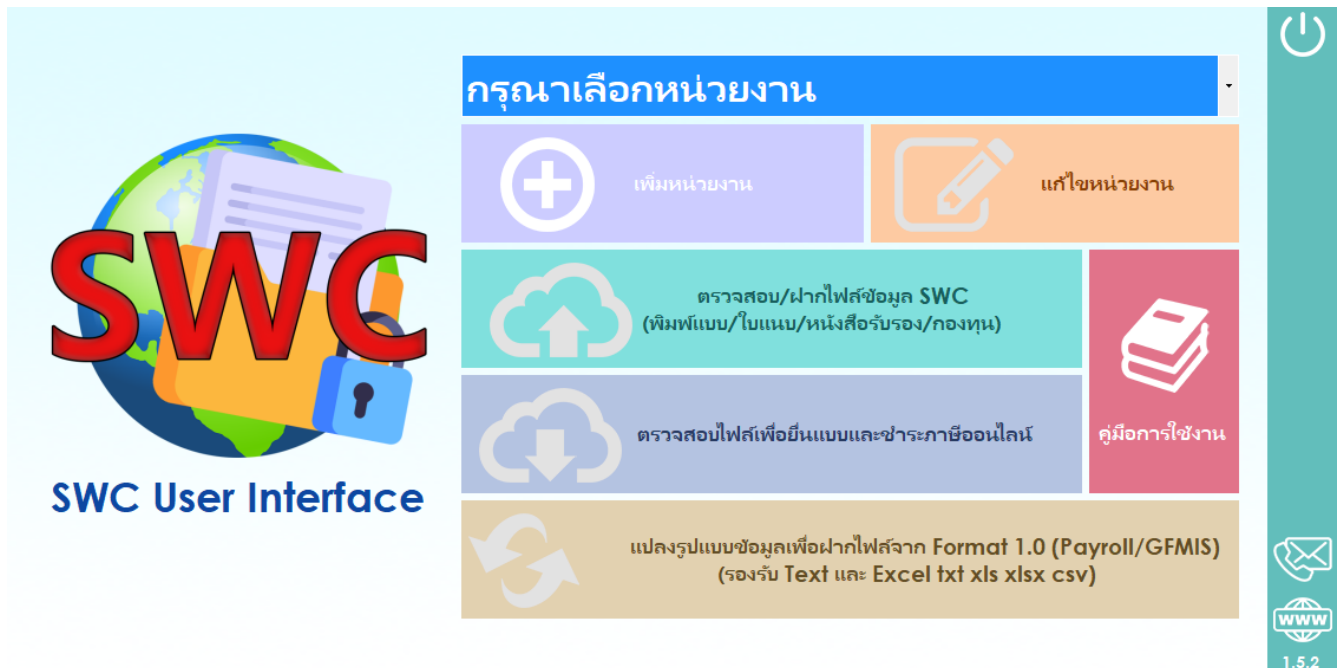 กรุณาเลือกหน่วยงาน
เพิ่มหน่วยงาน
แก้ไขหน่วยงาน
SWC
SWC User Interface
ตรวจสอบ/ฝากไฟล์ข้อมูล SWC
(พิมพ์แบบ/ใบแนบ/หนังสือรับรอง/กองทุน)
ตรวจสอบไฟล์เพื่อยื่นแบบและชำระภาษีออนไลน์
คู่มือการใช้งาน
แปลงรูปแบบข้อมูลเพื่อฝากไฟล์จาก Format 1.0 (Payroll/GFMIS)
(รองรับ Text และ Excel txt xls xlsx csv)
WWW
1.5.2